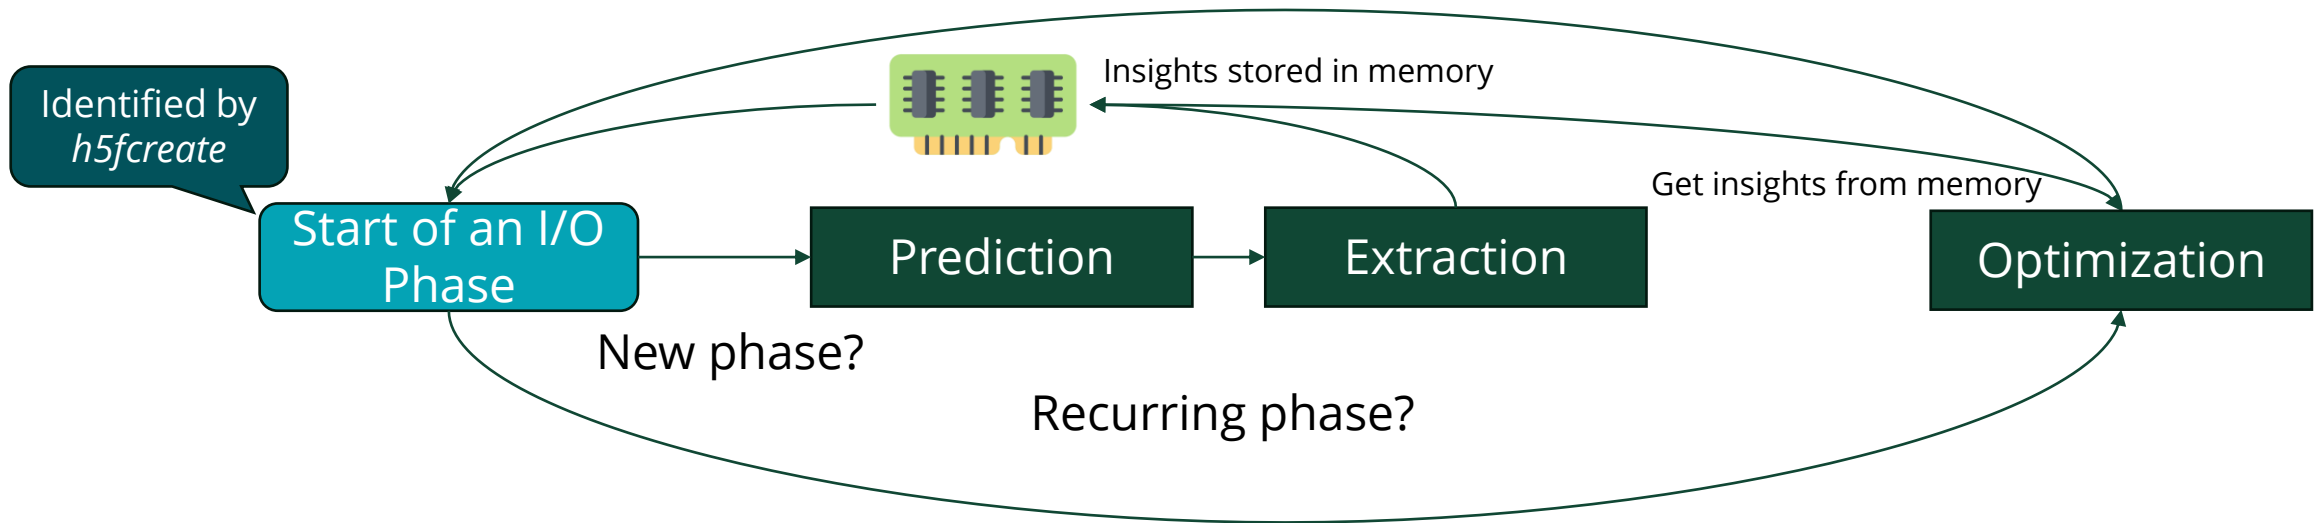 Identified by
h5fcreate
Insights stored in memory
Get insights from memory
Start of an I/O
Phase
Prediction
Extraction
Optimization
New phase?
Recurring phase?